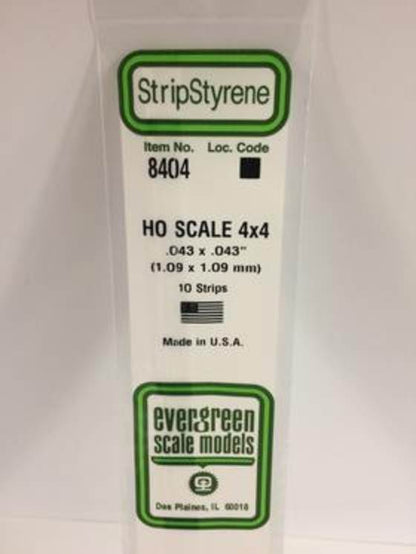 StripStyrene
Item No. Loc. Code
8404
HO SCALE 4x4
.043 x .043"
(1.09 x 1.09 mm)
10 Strips
Made in U.S.A.
evergreen
scale models
Des Plaines, IL 60018